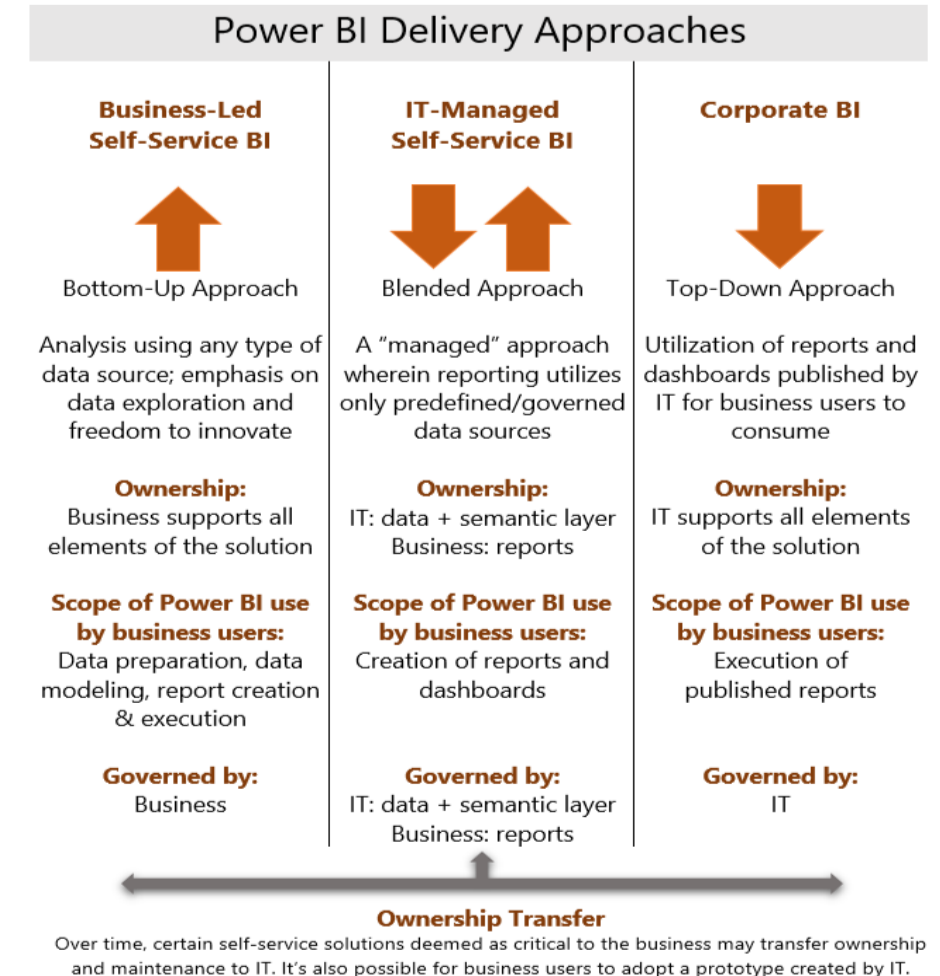 Power BI Delivery Approaches
Business-Led
Self-Service BI
Bottom-Up Approach
Analysis using any type of
data source; emphasis on
data exploration and
freedom to innovate
Ownership:
Business supports all
elements of the solution
Scope of Power BI use
by business users:
Data preparation, data
modeling, report creation
& execution
Governed by:
Business
IT-Managed
Self-Service BI
Blended Approach
A “managed” approach
wherein reporting utilizes
only predefined/governed
data sources
Ownership:
IT: data + semantic layer
Business: reports
Scope of Power BI use
by business users:
Creation of reports and
dashboards
Governed by:
IT: data + semantic layer
Business: reports
Corporate BI
Top-Down Approach
Utilization of reports and
dashboards published by
IT for business users to
consume
Ownership:
IT supports all elements
of the solution
Scope of Power BI use
by business users:
Execution of
published reports
Governed by:
IT
Ownership Transfer
Over time, certain self-service solutions deemed as critical to the business may transfer ownership
and maintenance to IT. It’s also possible for business users to adopt a prototype created by IT.